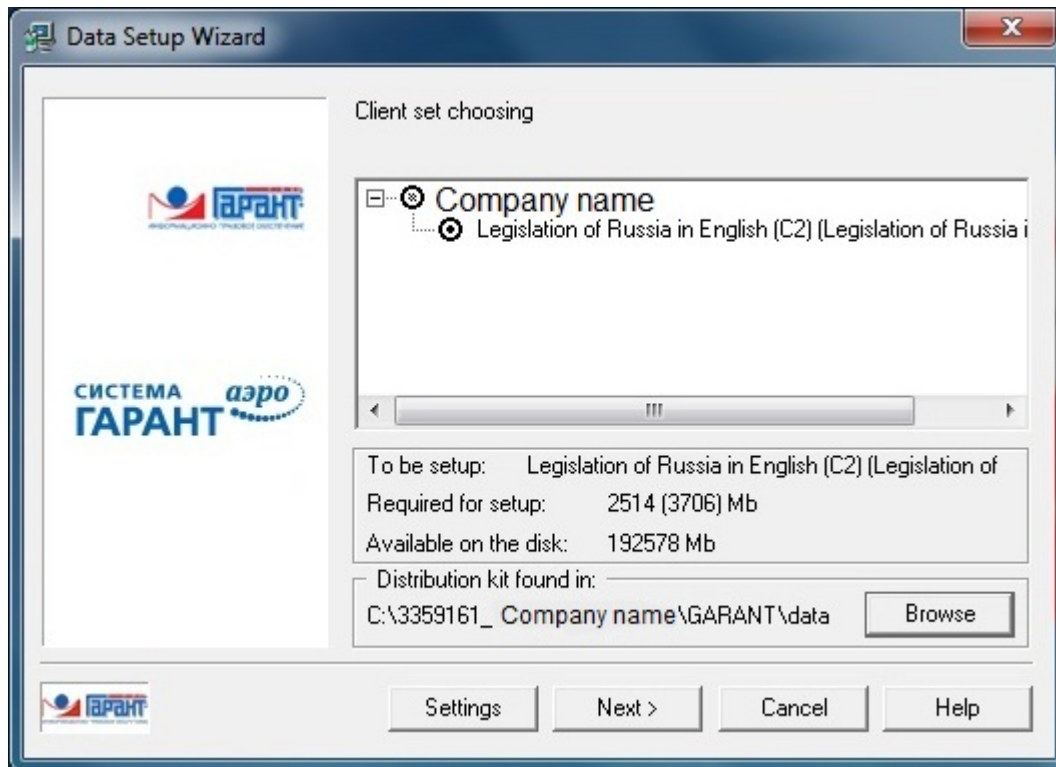 Data Setup Wizard
Client set choosing
ГАРАНТ
ИНФОРМАЦИОННО-ПРАВОВОЕ ОБЕСПЕЧЕНИЕ
Company name
Legislation of Russia in English (C2) (Legislation of Russia i
СИСТЕМА аэро
ГАРАНТ
To be setup: Legislation of Russia in English (C2) (Legislation of
Required for setup: 2514 (3706) Mb
Available on the disk: 192578 Mb
Distribution kit found in:
C:\3359161_ Company name\GARANT\data
Browse
ГАРАНТ
Settings
Next >
Cancel
Help